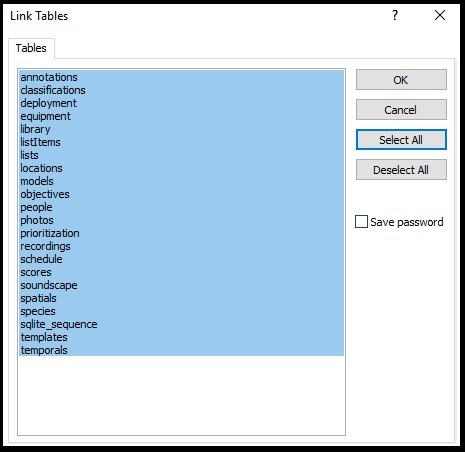 Link Tables
?
Tables
annotations
classifications
deployment
equipment
library
listItems
lists
locations
models
objectives
people
photos
prioritization
recordings
schedule
scores
soundscape
spatials
species
sqlite_sequence
templates
temporals
OK
Cancel
Select All
Deselect All
Save password